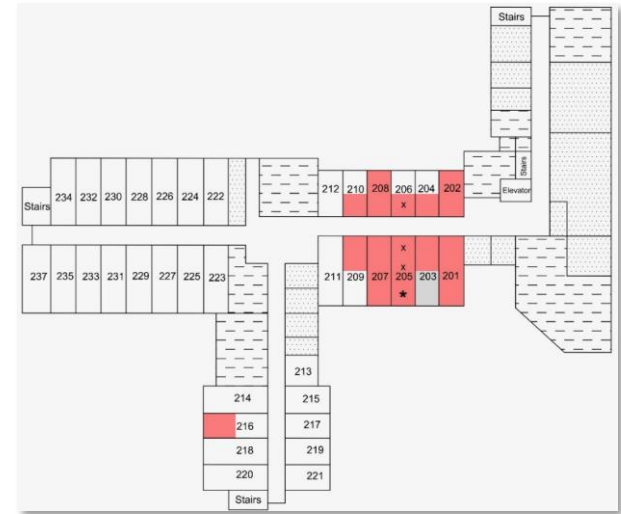 Stairs
Stairs
Elevator
212 210 208 206 204 202
x
234 232 230 228 226 224 222
Stairs
x
x
237 235 233 231 229 227 225 223
211 209 207 205 203 201
*
213
214 215
216 217
218 219
220 221
Stairs